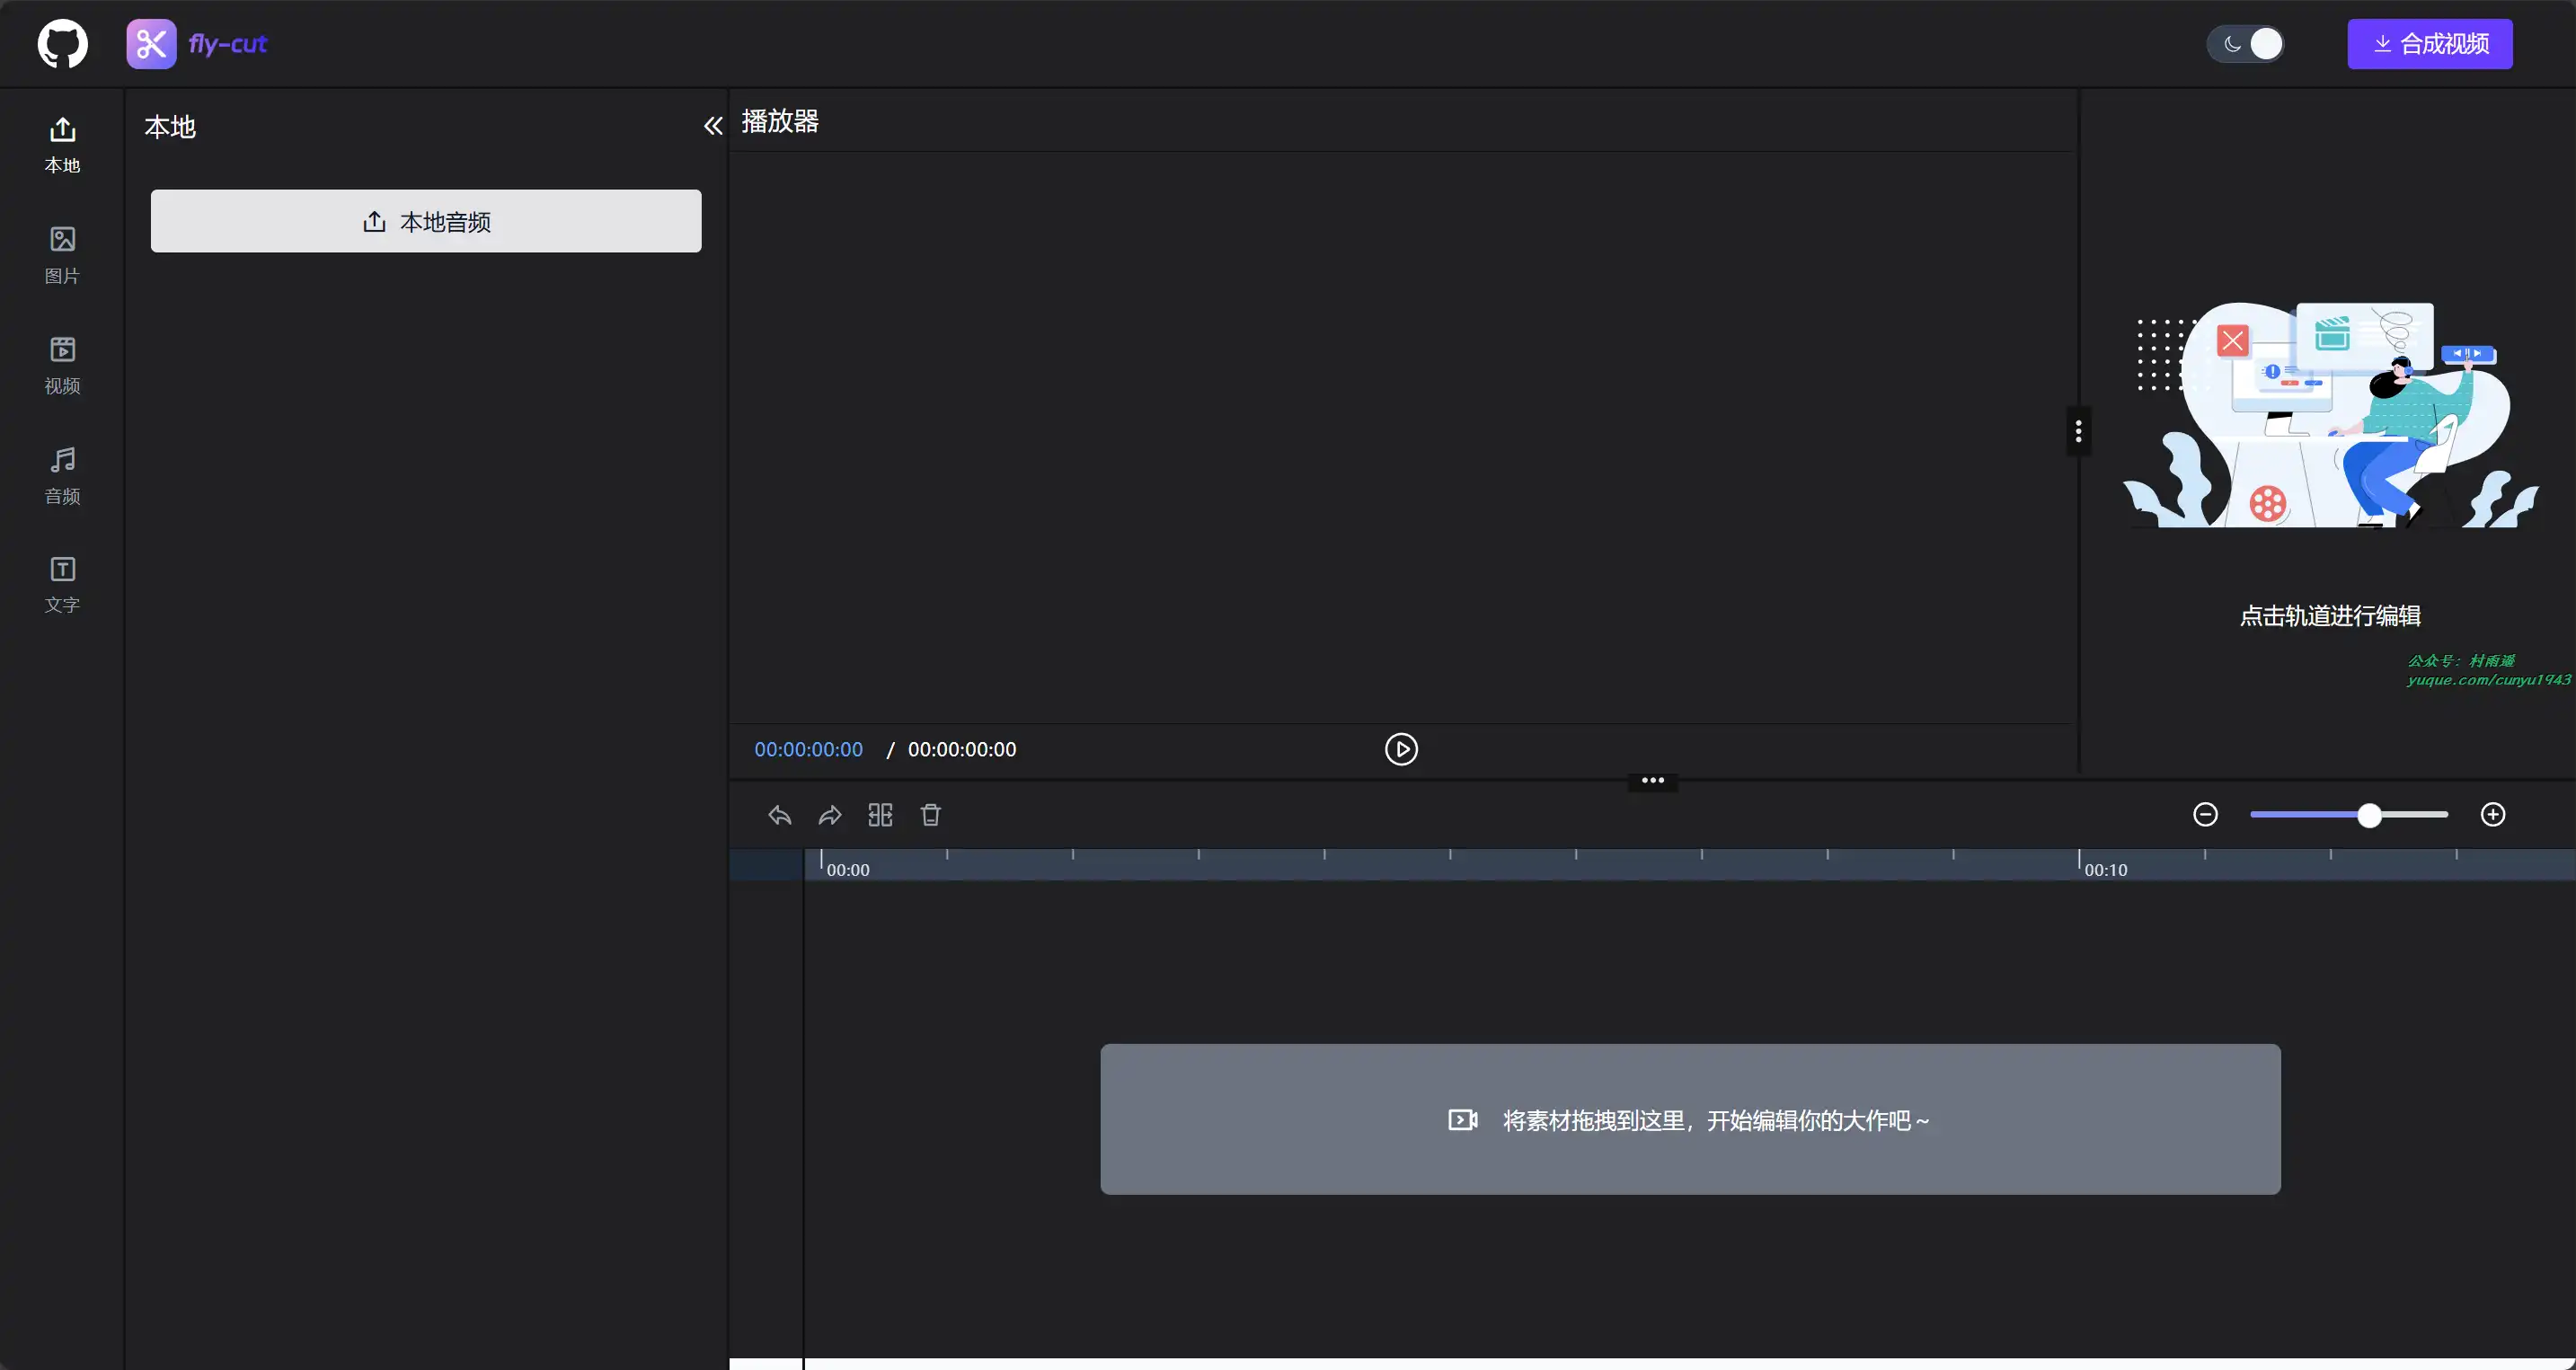 fly-cut
合成视频
本地
图片
视频
音频
文字
本地
本地音频
播放器
00:00:00:00 / 00:00:00:00
点击轨道进行编辑
公众号：村雨遥
yuque.com/cunyu1943
00:00
00:10
将素材拖拽到这里，开始编辑你的大作吧～